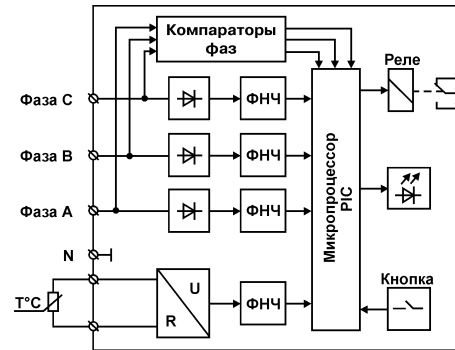 Компараторы
фаз
Реле
Фаза C
ФНЧ
Фаза B
ФНЧ
Микропроцессор
PIC
Фаза A
ФНЧ
N
Кнопка
T°C
U
R
ФНЧ